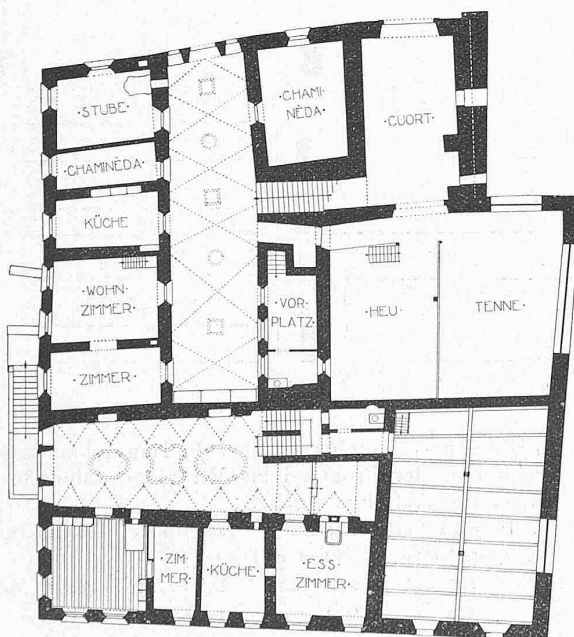 ·STUBE·
CHAMI-
NÈDA
·CUORT·
·CHAMINÈDA·
KÜCHE
·WOHN-
ZIMMER·
VOR-
PLATZ·
·HEU·
TENNE·
·ZIMMER·
·ZIM-
MER·
·KÜCHE·
·ESS-
ZIMMER·